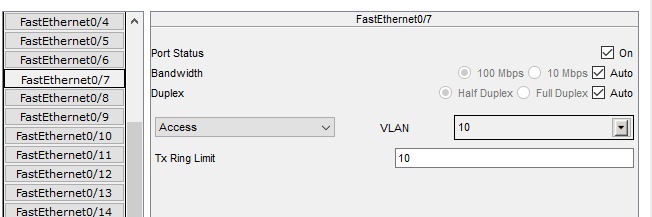 FastEthernet0/4
FastEthernet0/5
FastEthernet0/6
FastEthernet0/7
FastEthernet0/8
FastEthernet0/9
FastEthernet0/10
FastEthernet0/11
FastEthernet0/12
FastEthernet0/13
FastEthernet0/14
FastEthernet0/7
Port Status On
Bandwidth 100 Mbps 10 Mbps Auto
Duplex Half Duplex Full Duplex Auto
Access VLAN 10
Tx Ring Limit 10